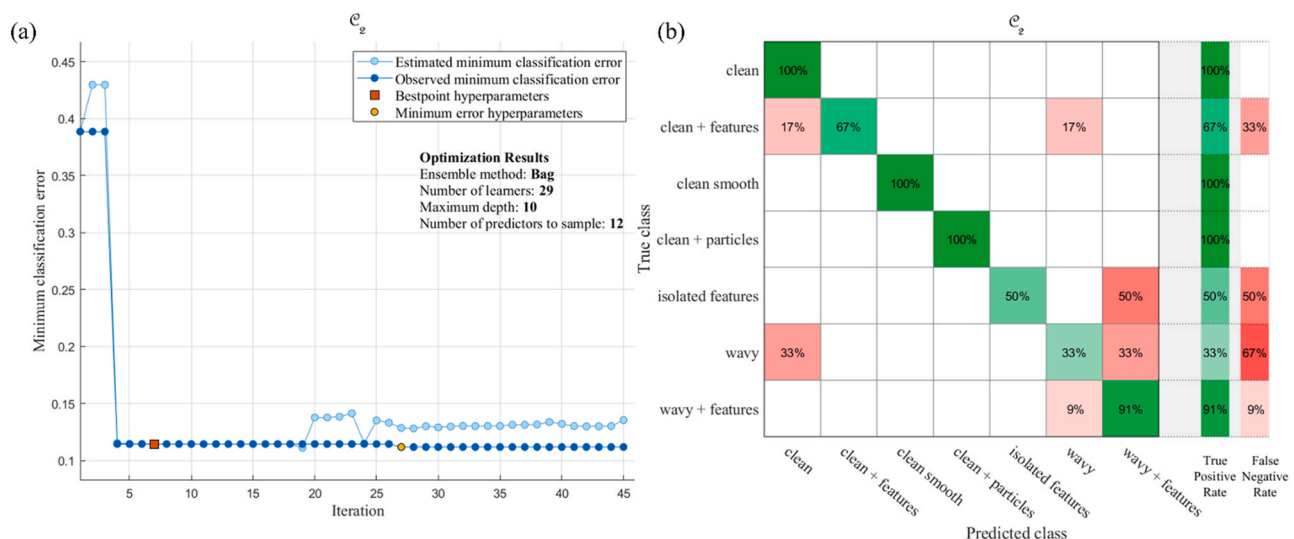 (a)
𝒞₂
0.45
0.4
0.35
0.3
0.25
0.2
0.15
0.1
Minimum classification error
5
10
15
20
25
30
35
40
45
Iteration
Estimated minimum classification error
Observed minimum classification error
Bestpoint hyperparameters
Minimum error hyperparameters
Optimization Results
Ensemble method: Bag
Number of learners: 29
Maximum depth: 10
Number of predictors to sample: 12
(b)
𝒞₂
True class
clean 100% 100%
clean + features 17% 67% 17% 67% 33%
clean smooth 100% 100%
clean + particles 100% 100%
isolated features 50% 50% 50% 50%
wavy 33% 33% 33% 33% 67%
wavy + features 9% 91% 91% 9%
clean
clean + features
clean smooth
clean + particles
isolated features
wavy
wavy + features
True
Positive
Rate
False
Negative
Rate
Predicted class